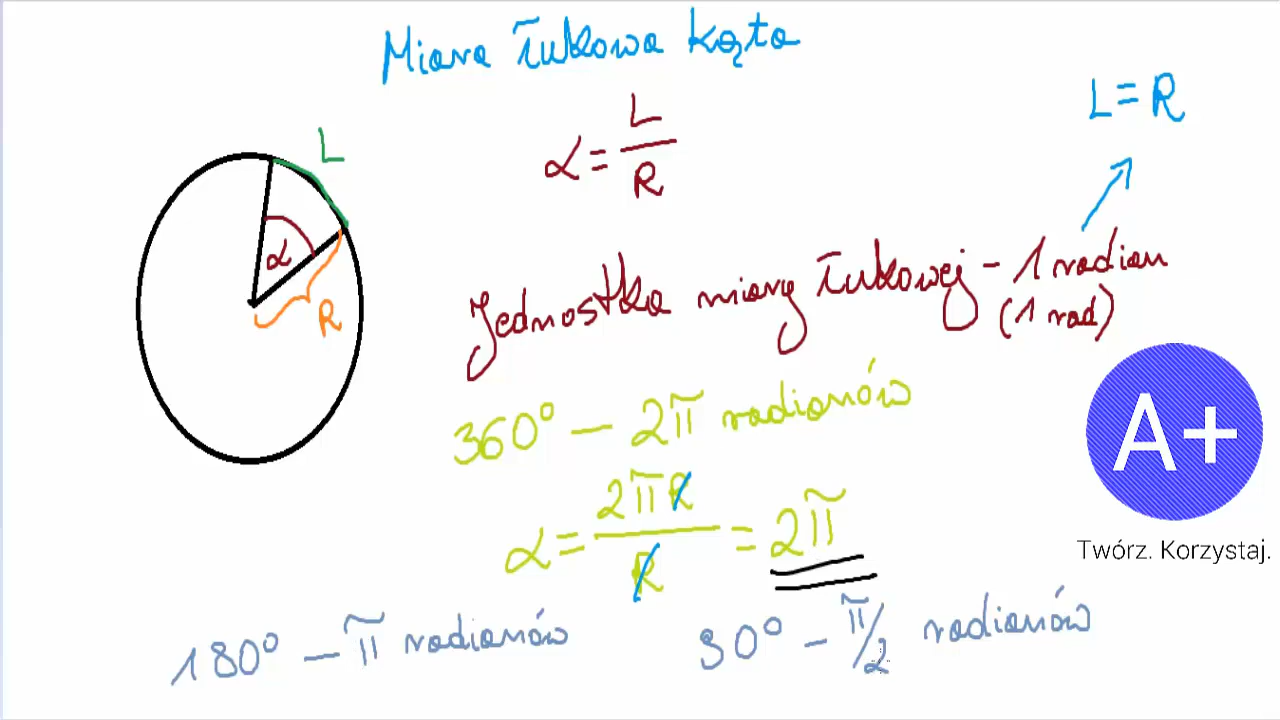 Miara łukowa kąta
L = R
L
α = L/R
α
R
Jednostka miary łukowej - 1 radian
(1 rad)
360° - 2π radianów
α = 2πR/R = 2π
A+
Twórz. Korzystaj.
180° - π radianów
90° - π/2 radianów